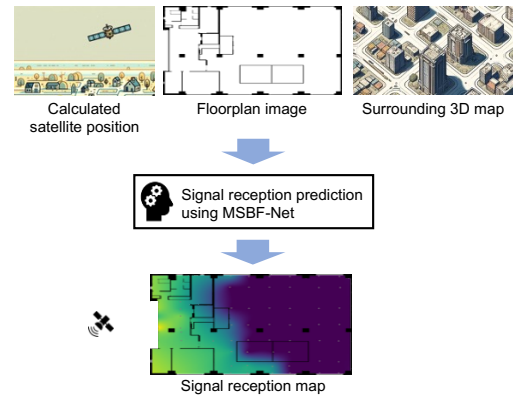 Calculated
satellite position
Floorplan image
Surrounding 3D map
Signal reception prediction
using MSBF-Net
Signal reception map